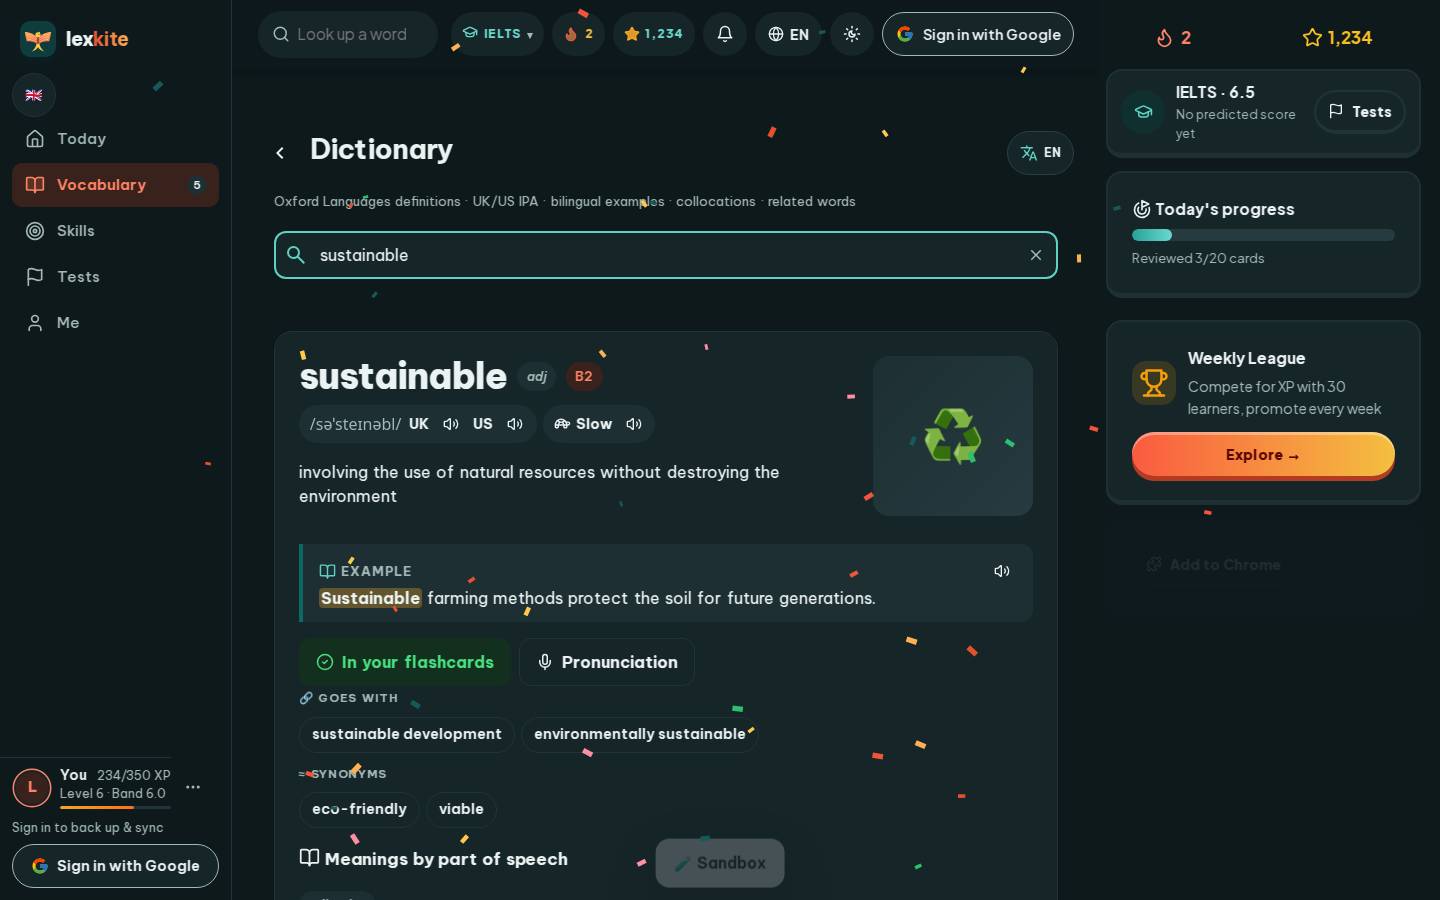 lexkite
Today
Vocabulary 5
Skills
Tests
Me
You 234/350 XP
Level 6 · Band 6.0
Sign in to back up & sync
Sign in with Google
Look up a word
IELTS
2
1,234
EN
Sign in with Google
Dictionary
EN
Oxford Languages definitions · UK/US IPA · bilingual examples · collocations · related words
sustainable
sustainable adj B2
/səˈsteɪnəbl/ UK US Slow
involving the use of natural resources without destroying the
environment
EXAMPLE
Sustainable farming methods protect the soil for future generations.
In your flashcards
Pronunciation
GOES WITH
sustainable development
environmentally sustainable
≈ SYNONYMS
eco-friendly
viable
Meanings by part of speech
Sandbox
2
1,234
IELTS · 6.5
No predicted score
yet
Tests
Today's progress
Reviewed 3/20 cards
Weekly League
Compete for XP with 30
learners, promote every week
Explore →
Add to Chrome
L